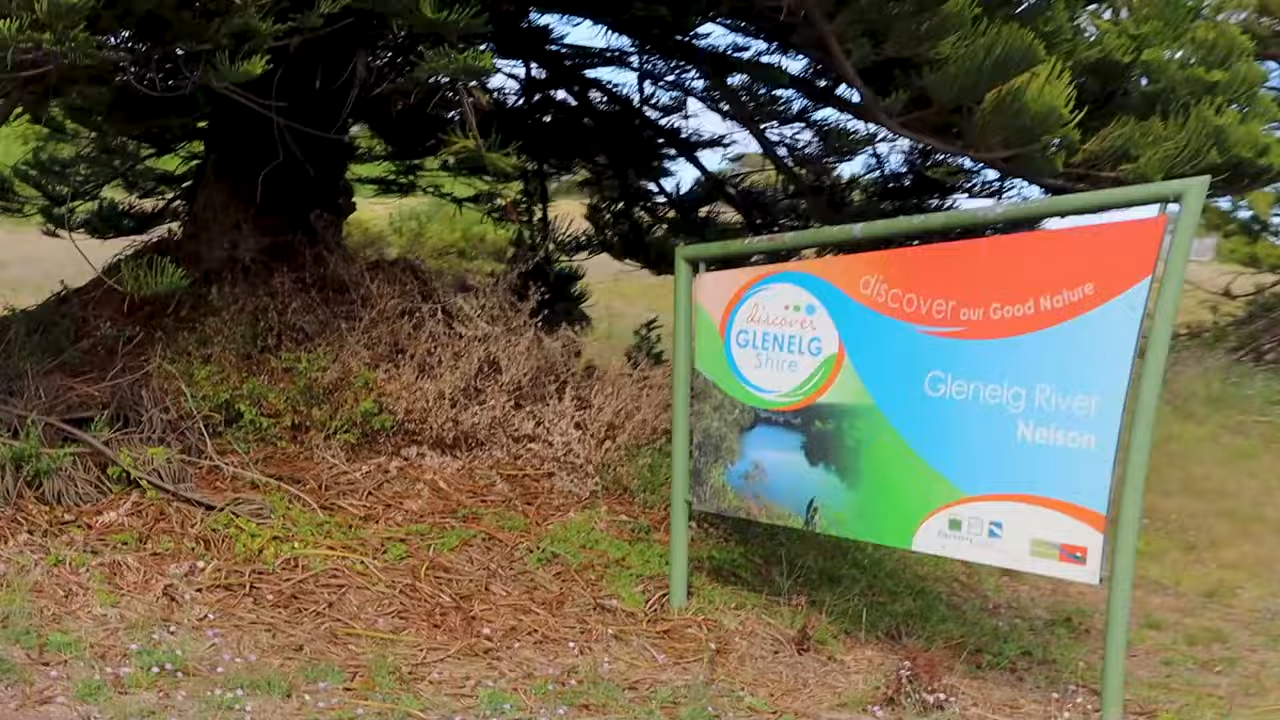 discover our Good Nature
discover
GLENELG
Shire
Glenelg River
Nelson